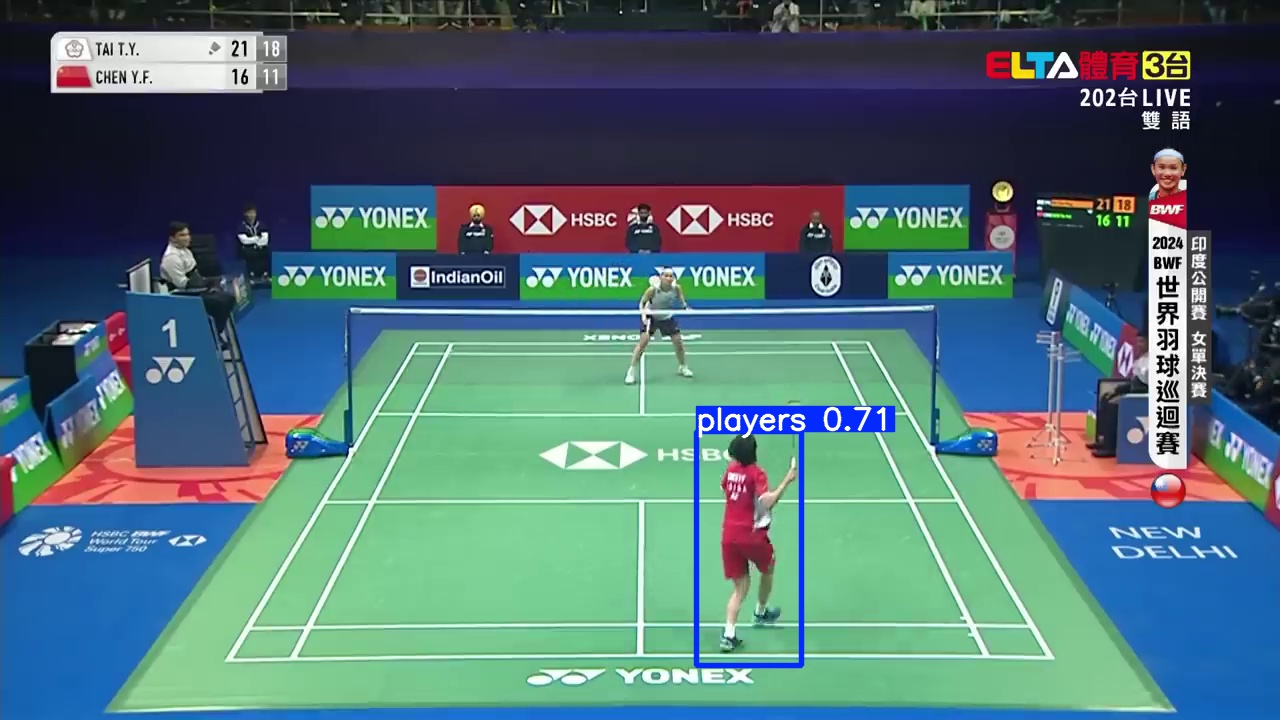 TAI T.Y. 21 18
CHEN Y.F. 16 11
ELTA體育3台
202台LIVE
雙語
BWF
2024
BWF
世界羽球巡迴賽
印度公開賽 女單決賽
21 18
16 11
YONEX
HSBC
HSBC
YONEX
YONEX
IndianOil
YONEX
YONEX
YONEX
1
YONEX
HSBC
players 0.71
HSBC BWF
World Tour
Super 750
NEW
DELHI
YONEX